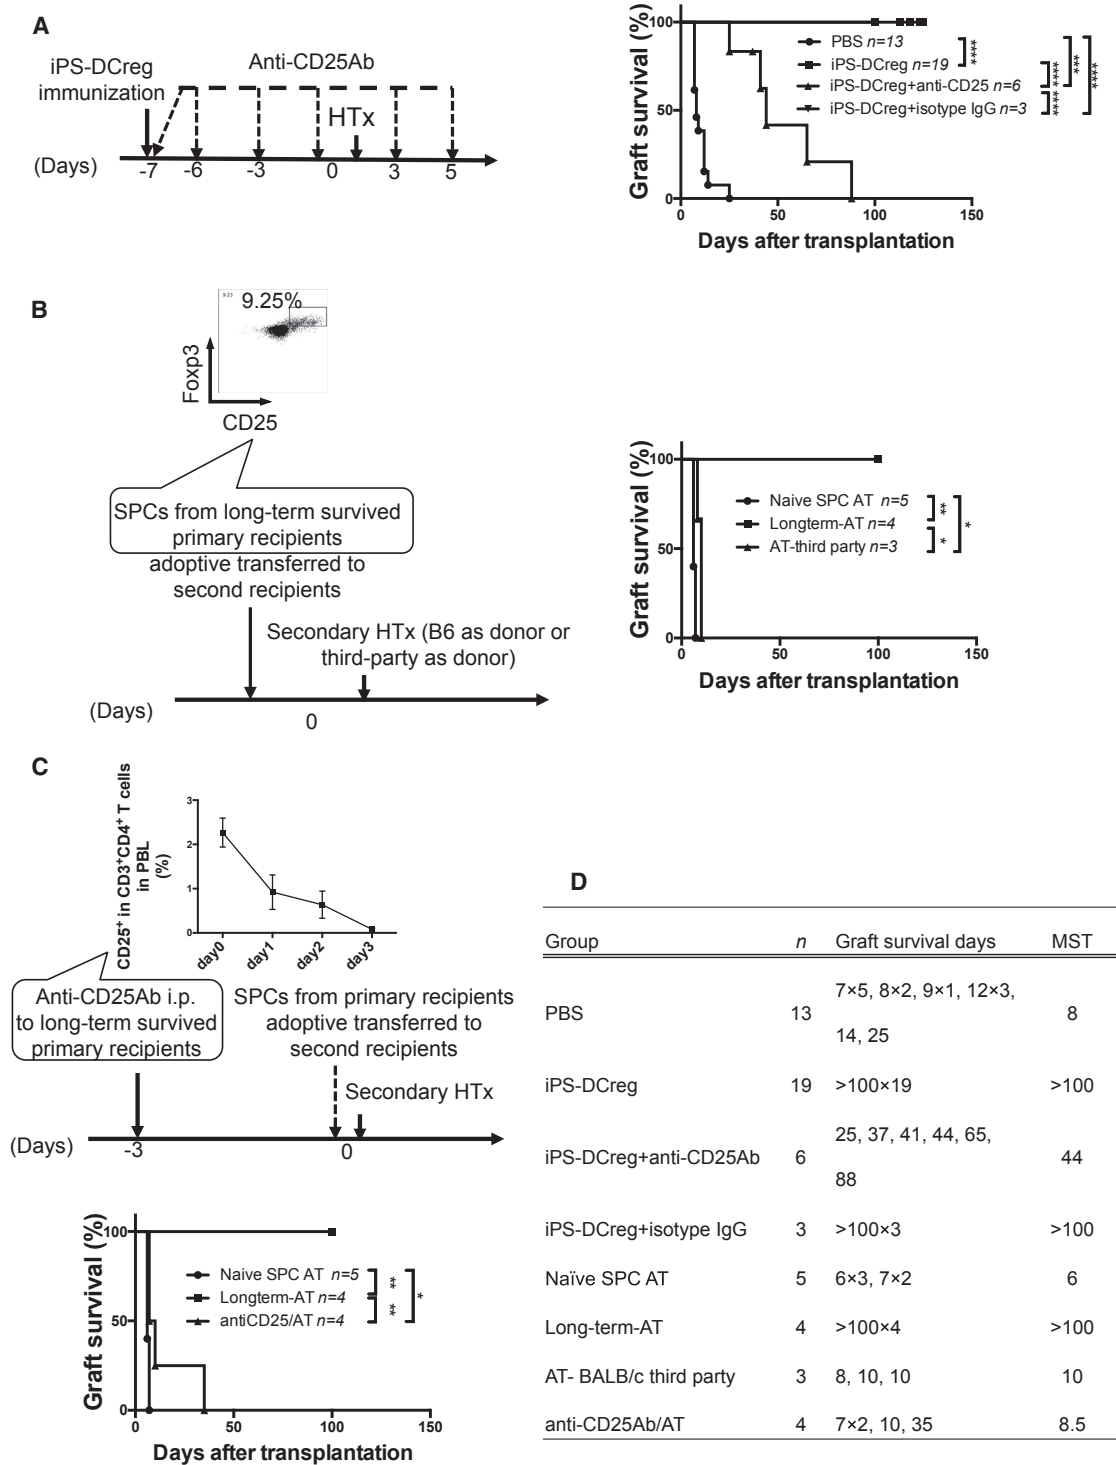 A
iPS-DCreg
immunization
Anti-CD25Ab
HTx
(Days)
-7
-6
-3
0
3
5
Graft survival (%)
100
50
0
PBS n=13
iPS-DCreg n=19
iPS-DCreg+anti-CD25 n=6
iPS-DCreg+isotype IgG n=3
****
****
****
***
****
0
50
100
150
Days after transplantation
B
9.25
9.25%
Foxp3
CD25
SPCs from long-term survived
primary recipients
adoptive transferred to
second recipients
Secondary HTx (B6 as donor or
third-party as donor)
(Days)
0
Graft survival (%)
100
50
0
Naive SPC AT n=5
Longterm-AT n=4
AT-third party n=3
**
*
*
0
50
100
150
Days after transplantation
C
CD25⁺ in CD3⁺CD4⁺ T cells
in PBL
(%)
3
2
1
0
day0
day1
day2
day3
Anti-CD25Ab i.p.
to long-term survived
primary recipients
SPCs from primary recipients
adoptive transferred to
second recipients
Secondary HTx
(Days)
-3
0
Graft survival (%)
100
50
0
Naive SPC AT n=5
Longterm-AT n=4
antiCD25/AT n=4
**
**
*
0
50
100
150
Days after transplantation
D
Group n Graft survival days MST
PBS 13 7×5, 8×2, 9×1, 12×3, 8
14, 25
iPS-DCreg 19 >100×19 >100
iPS-DCreg+anti-CD25Ab 6 25, 37, 41, 44, 65, 44
88
iPS-DCreg+isotype IgG 3 >100×3 >100
Naïve SPC AT 5 6×3, 7×2 6
Long-term-AT 4 >100×4 >100
AT- BALB/c third party 3 8, 10, 10 10
anti-CD25Ab/AT 4 7×2, 10, 35 8.5